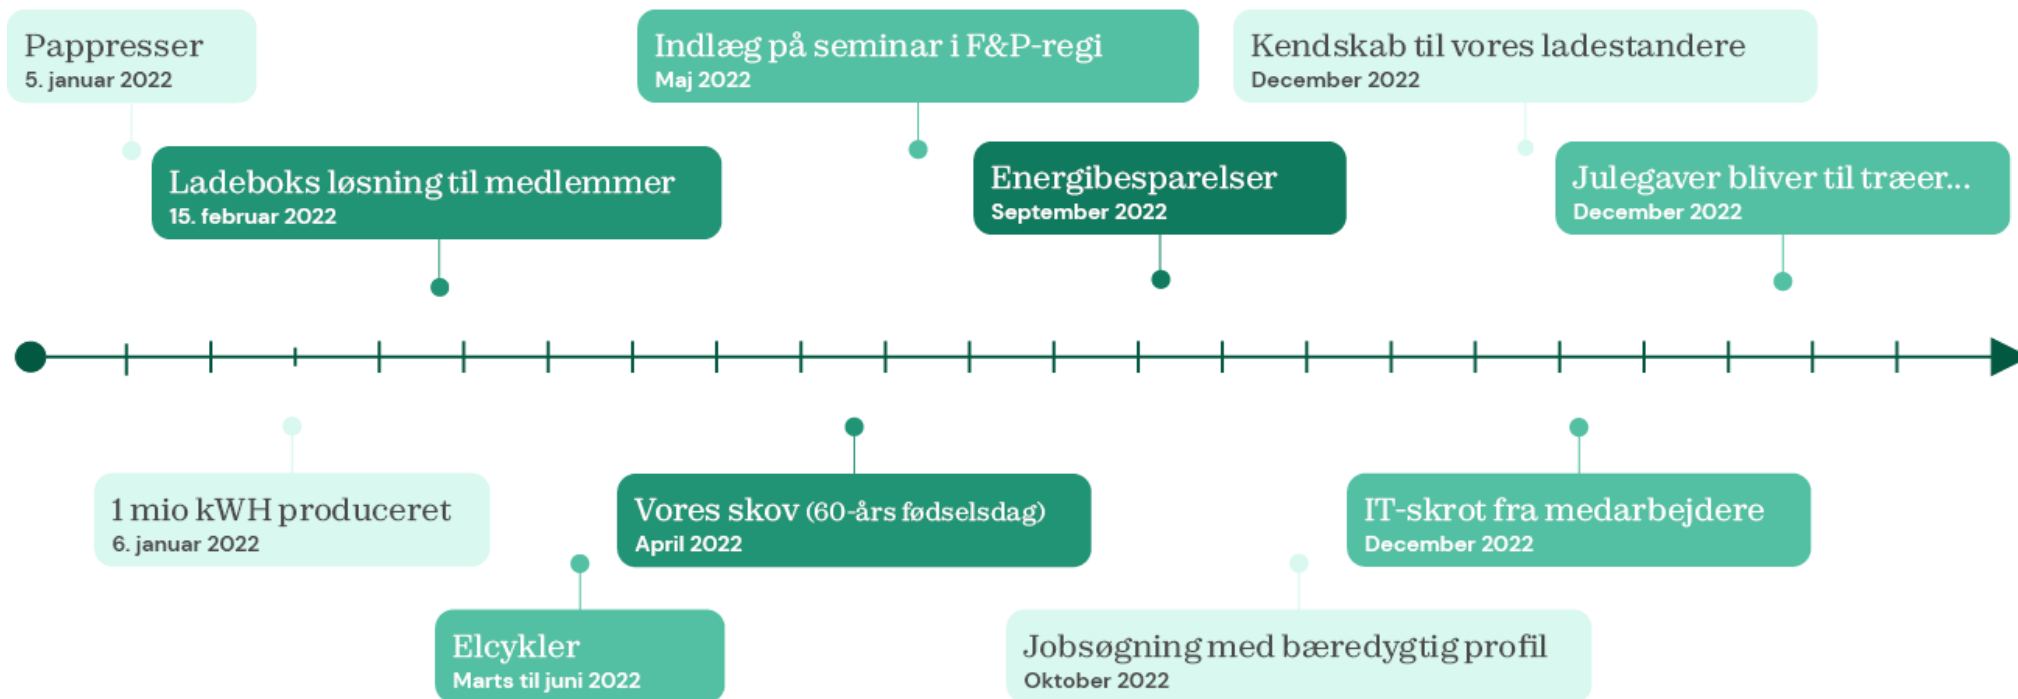 Pappresser
5. januar 2022
Indlæg på seminar i F&P-regi
Maj 2022
Kendskab til vores ladestandere
December 2022
Ladeboks løsning til medlemmer
15. februar 2022
Energibesparelser
September 2022
Julegaver bliver til træer...
December 2022
1 mio kWH produceret
6. januar 2022
Vores skov (60-års fødselsdag)
April 2022
IT-skrot fra medarbejdere
December 2022
Elcykler
Marts til juni 2022
Jobsøgning med bæredygtig profil
Oktober 2022